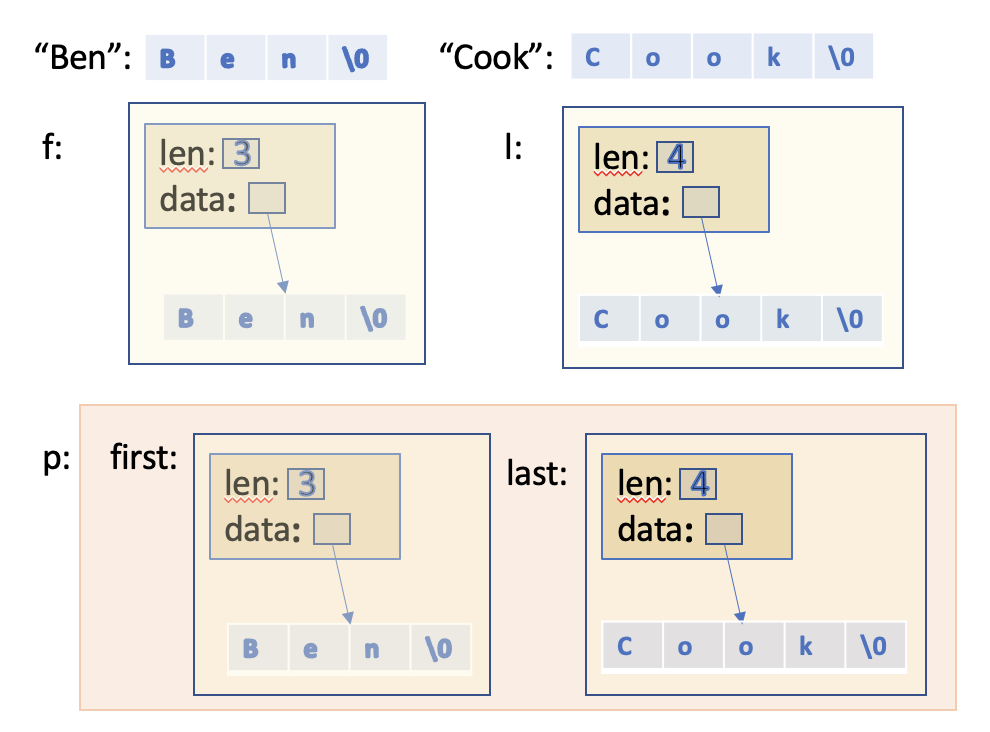 “Ben”: B e n \0 “Cook”: C o o k \0
f: l:
len: 3 len: 4
data: data:
B e n \0 C o o k \0
p: first: last:
len: 3 len: 4
data: data:
B e n \0 C o o k \0